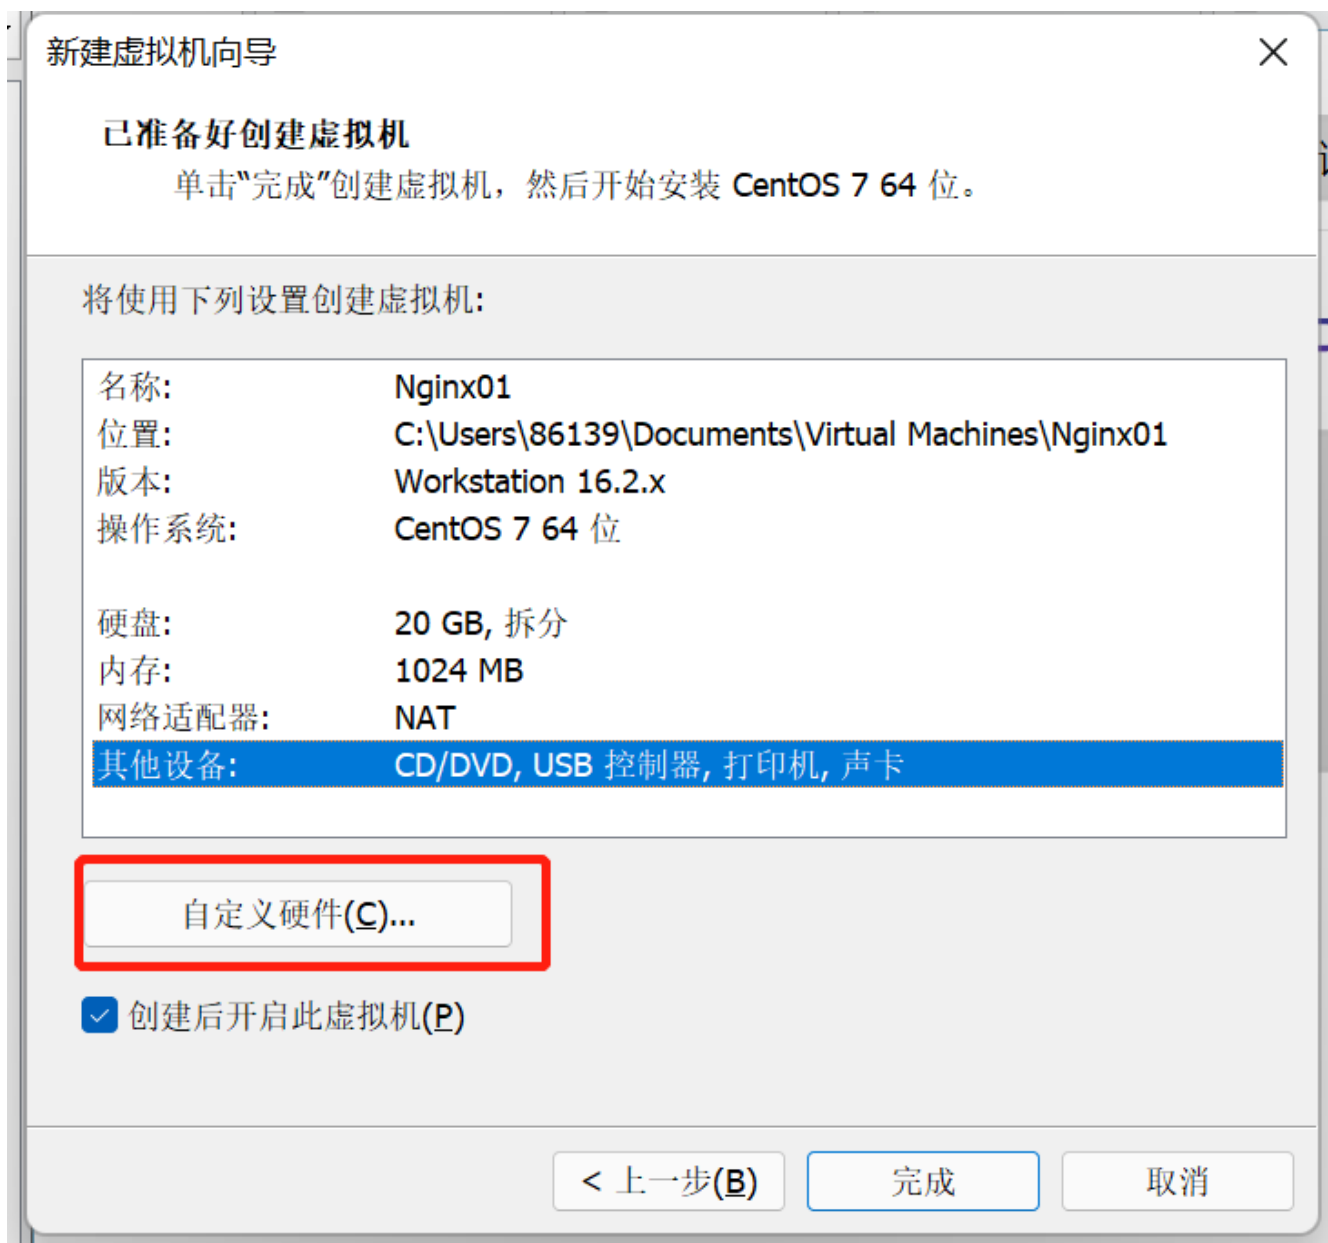 新建虚拟机向导
已准备好创建虚拟机
单击“完成”创建虚拟机，然后开始安装 CentOS 7 64 位。
将使用下列设置创建虚拟机:
名称: Nginx01
位置: C:\Users\86139\Documents\Virtual Machines\Nginx01
版本: Workstation 16.2.x
操作系统: CentOS 7 64 位
硬盘: 20 GB, 拆分
内存: 1024 MB
网络适配器: NAT
其他设备: CD/DVD, USB 控制器, 打印机, 声卡
自定义硬件(C)...
创建后开启此虚拟机(P)
< 上一步(B) 完成 取消